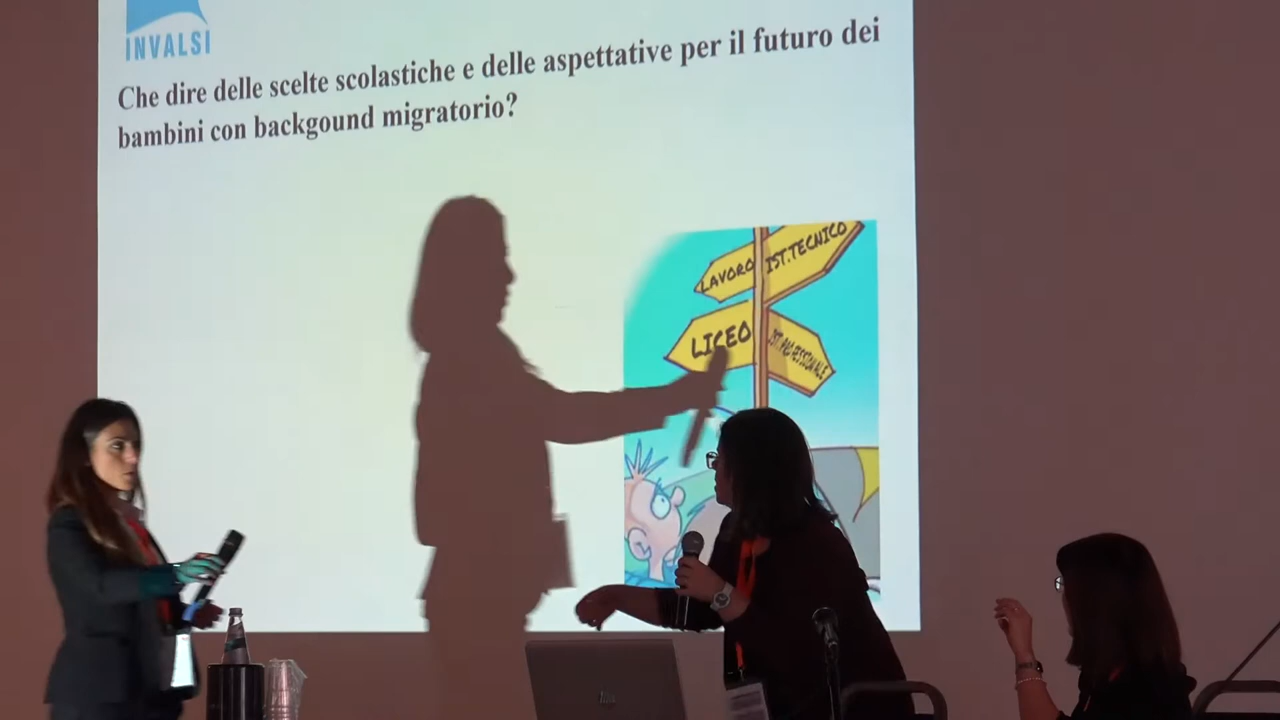 INVALSI
Che dire delle scelte scolastiche e delle aspettative per il futuro dei
bambini con backgound migratorio?
LAVORO
IST.TECNICO
LICEO
IST.PROFESSIONALE
hp